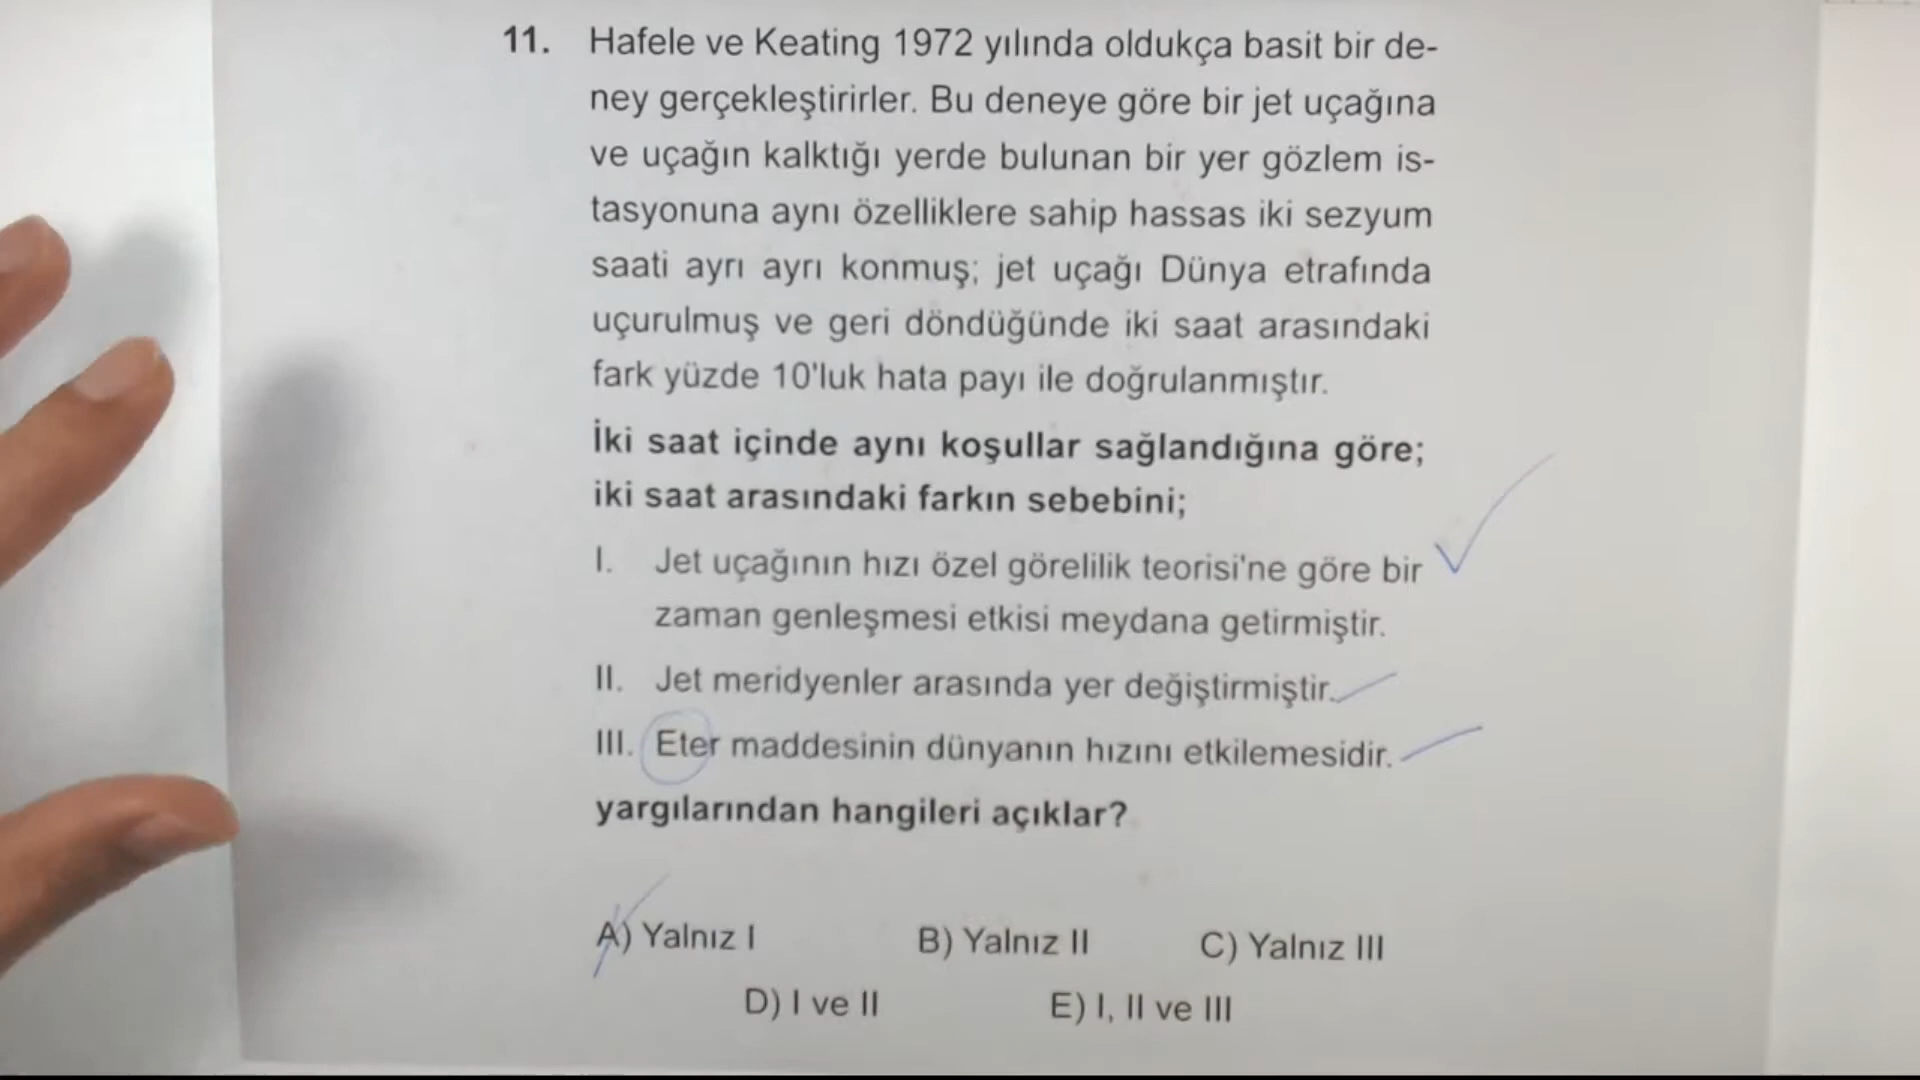 11. Hafele ve Keating 1972 yılında oldukça basit bir de-
ney gerçekleştirirler. Bu deneye göre bir jet uçağına
ve uçağın kalktığı yerde bulunan bir yer gözlem is-
tasyonuna aynı özelliklere sahip hassas iki sezyum
saati ayrı ayrı konmuş; jet uçağı Dünya etrafında
uçurulmuş ve geri döndüğünde iki saat arasındaki
fark yüzde 10'luk hata payı ile doğrulanmıştır.
İki saat içinde aynı koşullar sağlandığına göre;
iki saat arasındaki farkın sebebini;
I. Jet uçağının hızı özel görelilik teorisi'ne göre bir
zaman genleşmesi etkisi meydana getirmiştir.
II. Jet meridyenler arasında yer değiştirmiştir.
III. Eter maddesinin dünyanın hızını etkilemesidir.
yargılarından hangileri açıklar?
A) Yalnız I B) Yalnız II C) Yalnız III
D) I ve II E) I, II ve III